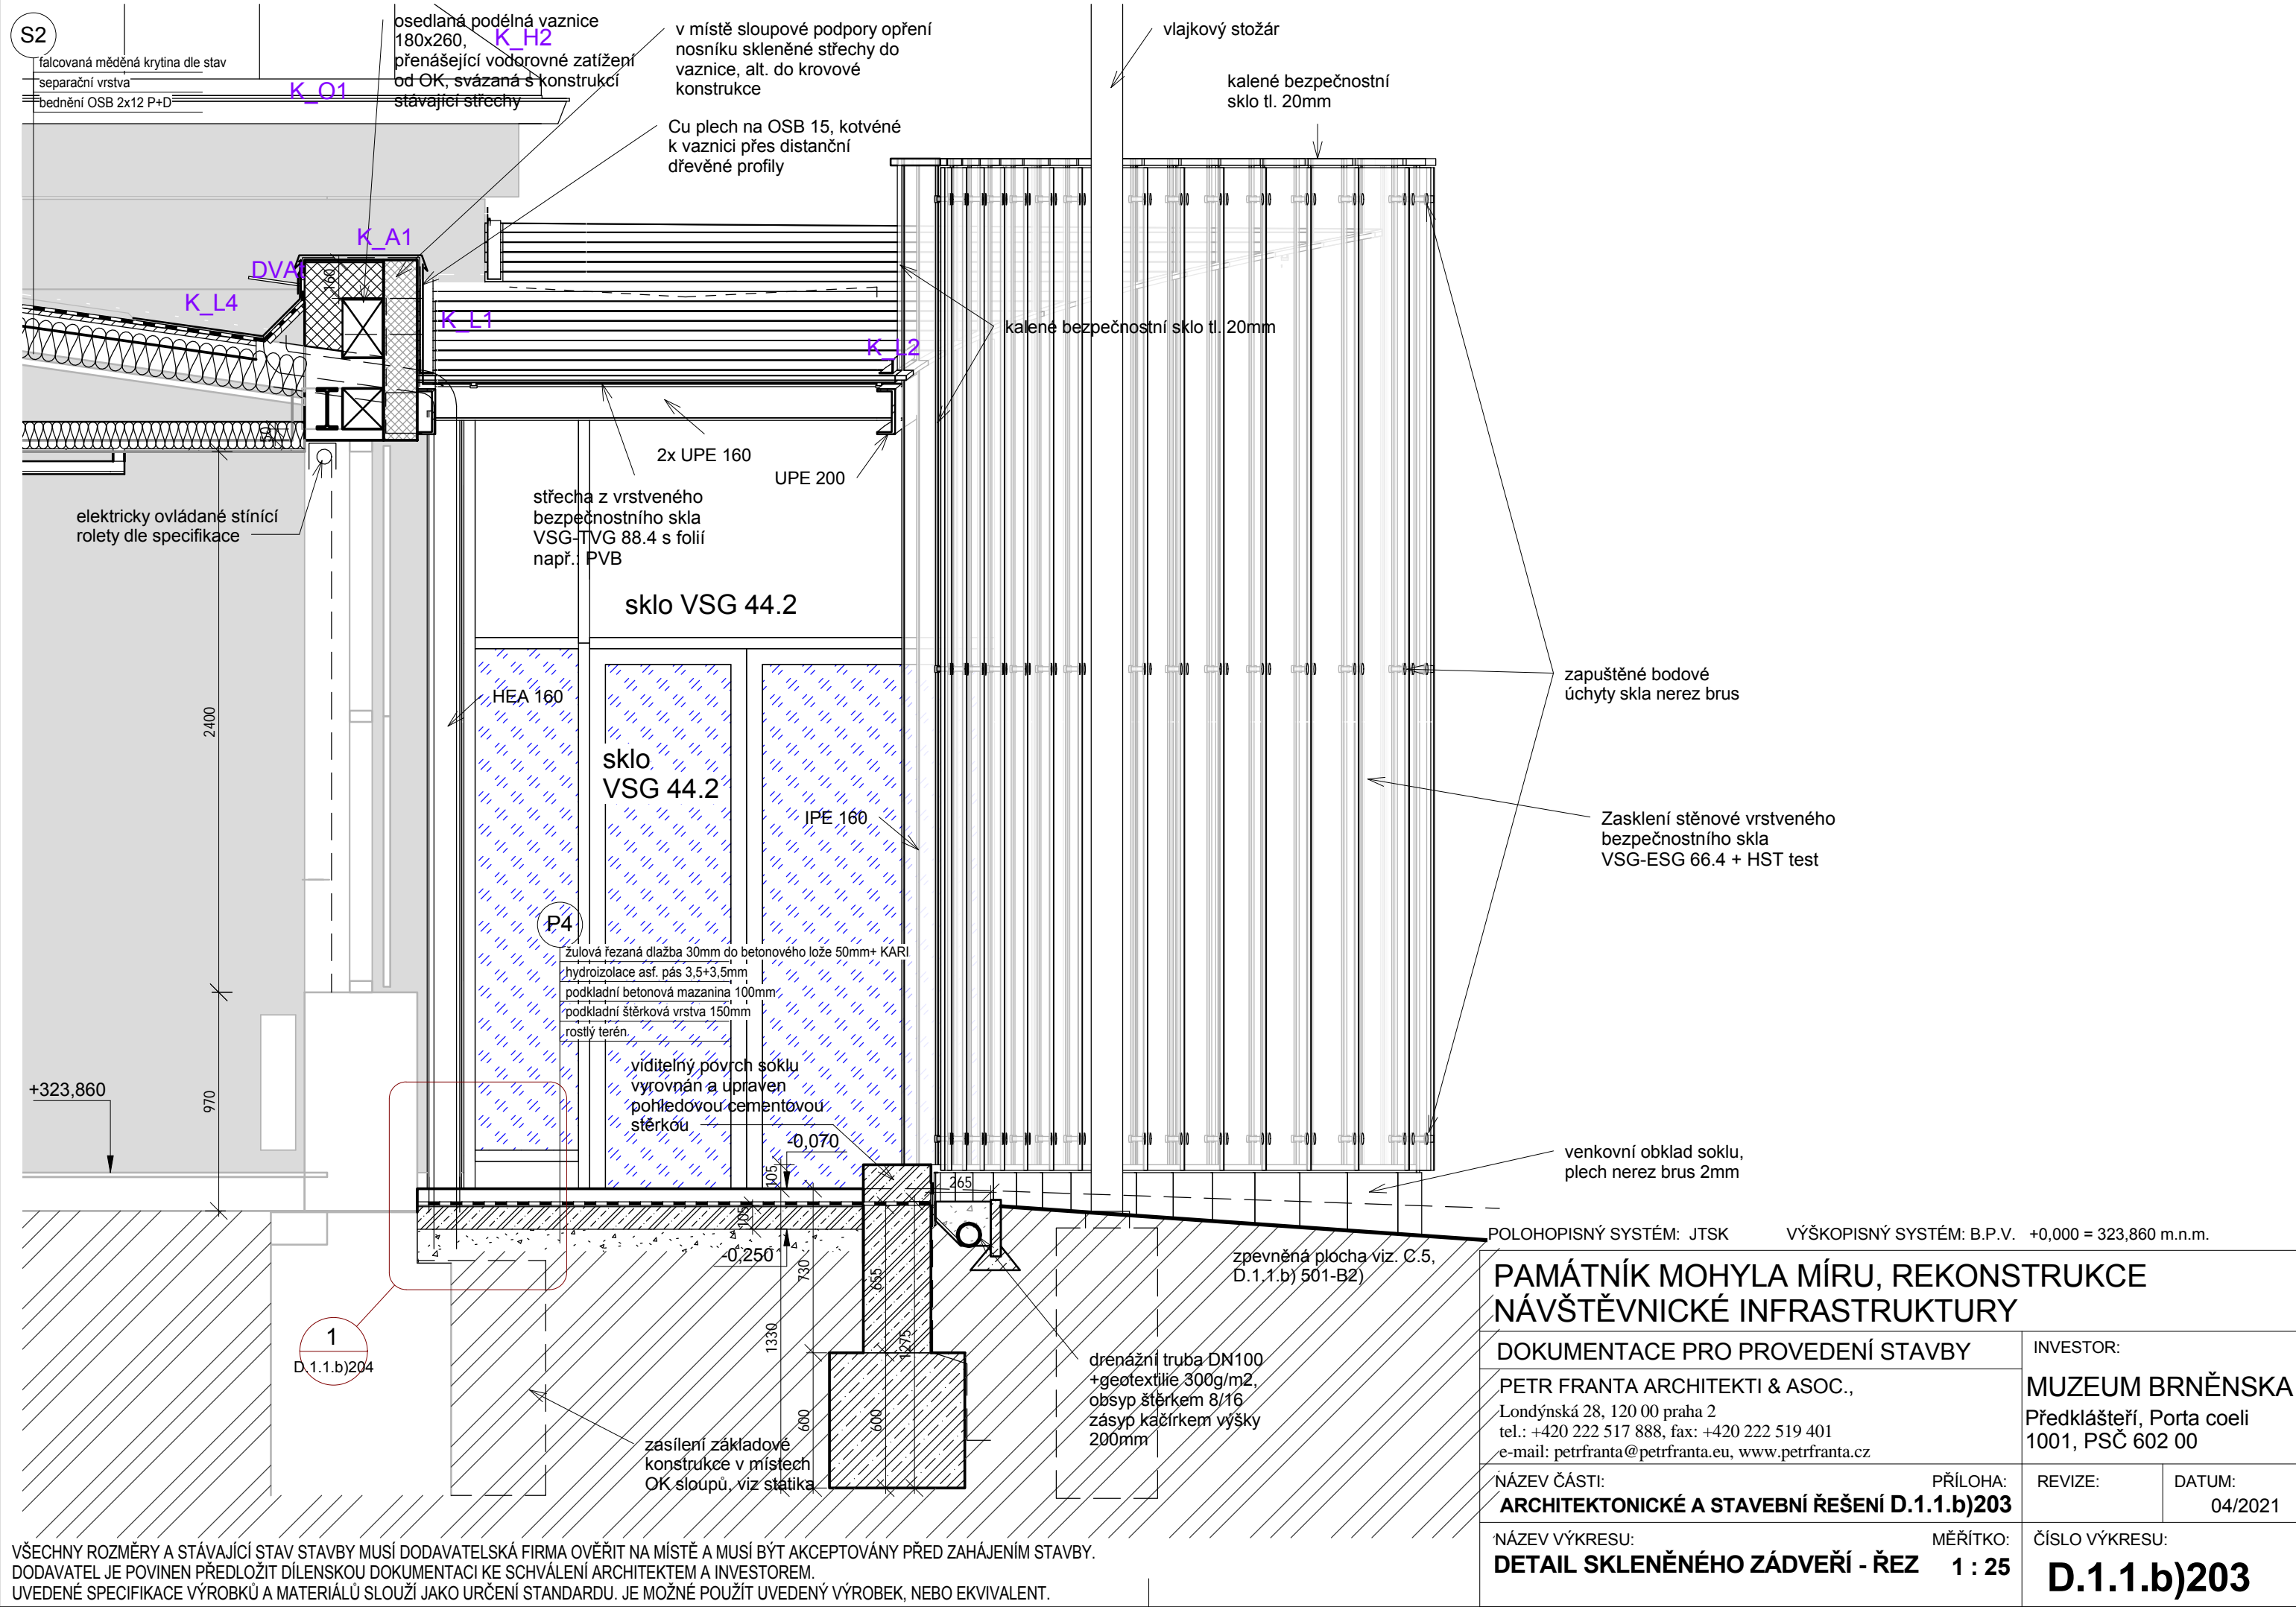 S2
falcovaná měděná krytina dle stav
separační vrstva
bednění OSB 2x12 P+D
K_O1
osedlaná podélná vaznice
180x260,
K_H2
přenášející vodorovné zatížení
od OK, svázaná s konstrukcí
stávající střechy
v místě sloupové podpory opření
nosníku skleněné střechy do
vaznice, alt. do krovové
konstrukce
Cu plech na OSB 15, kotvéné
k vaznici přes distanční
dřevěné profily
vlajkový stožár
kalené bezpečnostní
sklo tl. 20mm
K_A1
DVA
160
K_L4
K_L1
K_L2
kalené bezpečnostní sklo tl. 20mm
50
2x UPE 160
UPE 200
elektricky ovládané stínící
rolety dle specifikace
střecha z vrstveného
bezpečnostního skla
VSG-TVG 88.4 s folií
např.: PVB
sklo VSG 44.2
HEA 160
2400
sklo
VSG 44.2
IPE 160
zapuštěné bodové
úchyty skla nerez brus
Zasklení stěnové vrstveného
bezpečnostního skla
VSG-ESG 66.4 + HST test
P4
žulová řezaná dlažba 30mm do betonového lože 50mm+ KARI
hydroizolace asf. pás 3,5+3,5mm
podkladní betonová mazanina 100mm
podkladní štěrková vrstva 150mm
rostlý terén
viditelný povrch soklu
vyrovnán a upraven
pohledovou cementovou
stěrkou
+323,860
970
-0,070
105
265
105
-0,250
730
655
1330
1275
600
600
venkovní obklad soklu,
plech nerez brus 2mm
zpevněná plocha viz. C.5,
D.1.1.b) 501-B2)
1
D.1.1.b)204
drenážní truba DN100
+geotextilie 300g/m2,
obsyp štěrkem 8/16
zásyp kačírkem výšky
200mm
zasílení základové
konstrukce v místech
OK sloupů, viz statika
POLOHOPISNÝ SYSTÉM: JTSK VÝŠKOPISNÝ SYSTÉM: B.P.V. +0,000 = 323,860 m.n.m.
PAMÁTNÍK MOHYLA MÍRU, REKONSTRUKCE
NÁVŠTĚVNICKÉ INFRASTRUKTURY
DOKUMENTACE PRO PROVEDENÍ STAVBY
INVESTOR:
PETR FRANTA ARCHITEKTI & ASOC.,
Londýnská 28, 120 00 praha 2
tel.: +420 222 517 888, fax: +420 222 519 401
e-mail: petrfranta@petrfranta.eu, www.petrfranta.cz
MUZEUM BRNĚNSKA
Předklášteří, Porta coeli
1001, PSČ 602 00
NÁZEV ČÁSTI: PŘÍLOHA:
ARCHITEKTONICKÉ A STAVEBNÍ ŘEŠENÍ D.1.1.b)203
REVIZE:
DATUM:
04/2021
NÁZEV VÝKRESU: MĚŘÍTKO:
DETAIL SKLENĚNÉHO ZÁDVEŘÍ - ŘEZ 1 : 25
ČÍSLO VÝKRESU:
D.1.1.b)203
VŠECHNY ROZMĚRY A STÁVAJÍCÍ STAV STAVBY MUSÍ DODAVATELSKÁ FIRMA OVĚŘIT NA MÍSTĚ A MUSÍ BÝT AKCEPTOVÁNY PŘED ZAHÁJENÍM STAVBY.
DODAVATEL JE POVINEN PŘEDLOŽIT DÍLENSKOU DOKUMENTACI KE SCHVÁLENÍ ARCHITEKTEM A INVESTOREM.
UVEDENÉ SPECIFIKACE VÝROBKŮ A MATERIÁLŮ SLOUŽÍ JAKO URČENÍ STANDARDU. JE MOŽNÉ POUŽÍT UVEDENÝ VÝROBEK, NEBO EKVIVALENT.